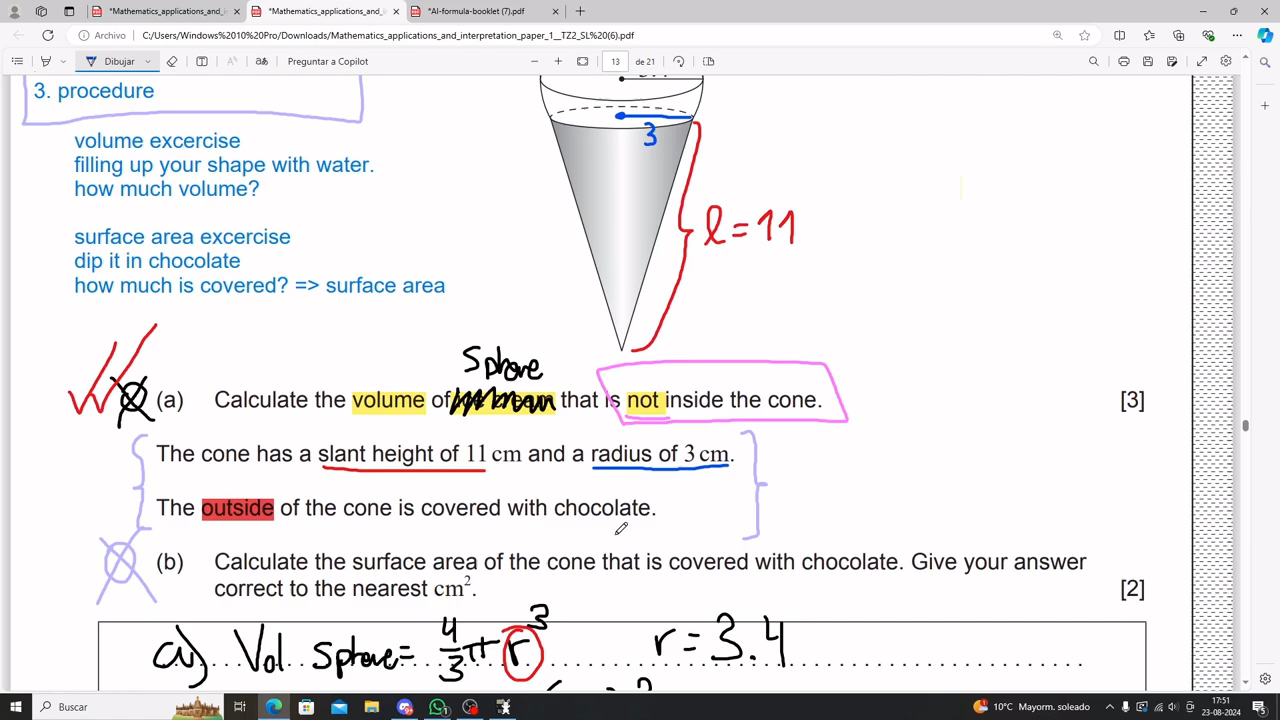 *Mathematics_applications_and_in
*Mathematics_applications_and_in
*AI-formula-booklet (7).pdf
Archivo
C:/Users/Windows%2010%20Pro/Downloads/Mathematics_applications_and_interpretation_paper_1__TZ2_SL%20(6).pdf
Dibujar
Preguntar a Copilot
13
de 21
3. procedure
volume excercise
filling up your shape with water.
how much volume?
surface area excercise
dip it in chocolate
how much is covered? => surface area
3
l = 11
Sphere
(a) Calculate the volume of that is not inside the cone. [3]
The cone has a slant height of 11 cm and a radius of 3 cm.
The outside of the cone is covered with chocolate.
(b) Calculate the surface area of the cone that is covered with chocolate. Give your answer
correct to the nearest cm². [2]
a) Vol sphere = 4/3 π r³ r = 3.4
Buscar
10°C Mayorm. soleado
17:51
23-08-2024